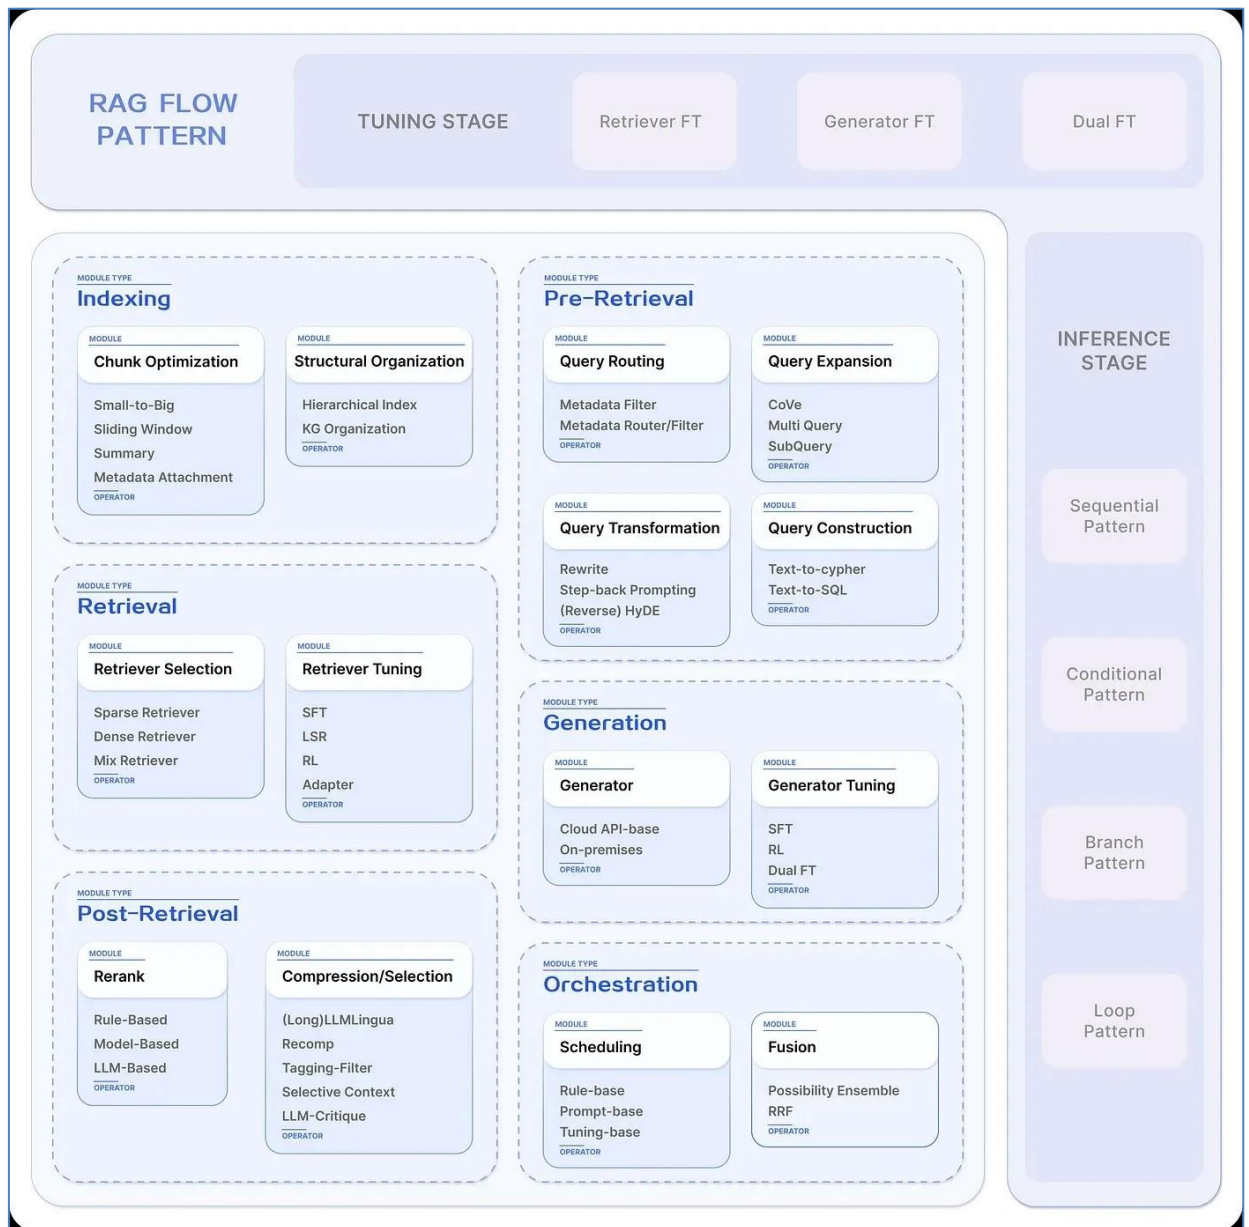 RAG FLOW
PATTERN
TUNING STAGE
Retriever FT
Generator FT
Dual FT
MODULE TYPE
Indexing
MODULE
Chunk Optimization
Small-to-Big
Sliding Window
Summary
Metadata Attachment
OPERATOR
MODULE
Structural Organization
Hierarchical Index
KG Organization
OPERATOR
MODULE TYPE
Pre-Retrieval
MODULE
Query Routing
Metadata Filter
Metadata Router/Filter
OPERATOR
MODULE
Query Expansion
CoVe
Multi Query
SubQuery
OPERATOR
MODULE
Query Transformation
Rewrite
Step-back Prompting
(Reverse) HyDE
OPERATOR
MODULE
Query Construction
Text-to-cypher
Text-to-SQL
OPERATOR
MODULE TYPE
Retrieval
MODULE
Retriever Selection
Sparse Retriever
Dense Retriever
Mix Retriever
OPERATOR
MODULE
Retriever Tuning
SFT
LSR
RL
Adapter
OPERATOR
MODULE TYPE
Generation
MODULE
Generator
Cloud API-base
On-premises
OPERATOR
MODULE
Generator Tuning
SFT
RL
Dual FT
OPERATOR
MODULE TYPE
Post-Retrieval
MODULE
Rerank
Rule-Based
Model-Based
LLM-Based
OPERATOR
MODULE
Compression/Selection
(Long)LLMLingua
Recomp
Tagging-Filter
Selective Context
LLM-Critique
OPERATOR
MODULE TYPE
Orchestration
MODULE
Scheduling
Rule-base
Prompt-base
Tuning-base
OPERATOR
MODULE
Fusion
Possibility Ensemble
RRF
OPERATOR
INFERENCE
STAGE
Sequential
Pattern
Conditional
Pattern
Branch
Pattern
Loop
Pattern